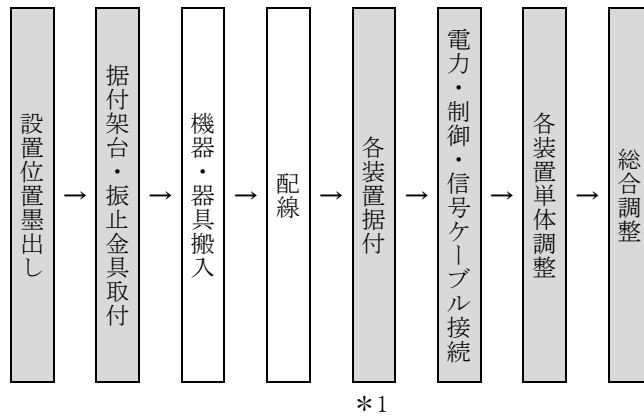 設置位置墨出し
→
据付架台・振止金具取付
→
機器・器具搬入
→
配線
→
各装置据付
→
電力・制御・信号ケーブル接続
→
各装置単体調整
→
総合調整
＊1